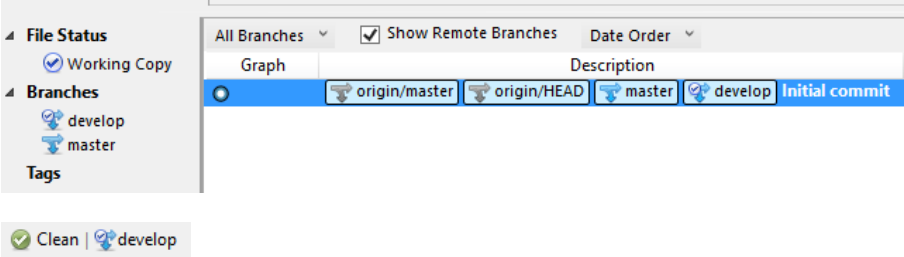 File Status
Working Copy
Branches
develop
master
Tags
All Branches Show Remote Branches Date Order
Graph Description
origin/master origin/HEAD master develop Initial commit
Clean | develop